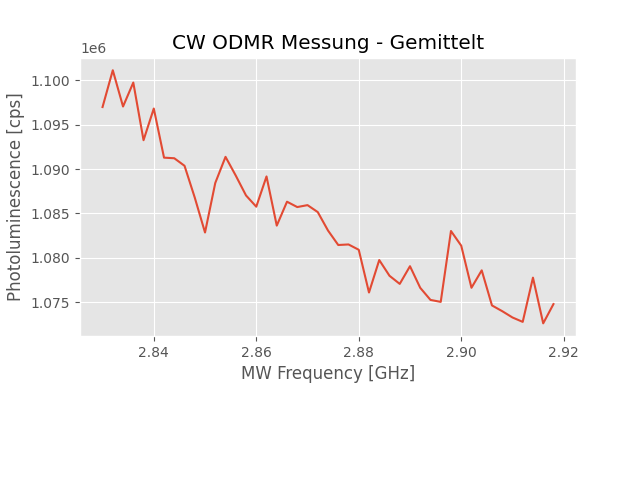 CW ODMR Messung - Gemittelt
1e6
1.100
1.095
1.090
1.085
1.080
1.075
Photoluminescence [cps]
2.84 2.86 2.88 2.90 2.92
MW Frequency [GHz]